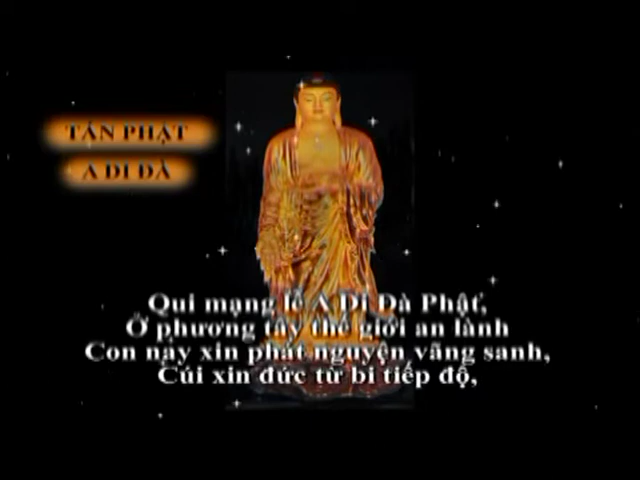 TÁN PHẬT
A DI ĐÀ
Qui mạng lễ A Di Đà Phật,
Ở phương tây thế giới an lành
Con nay xin phát nguyện vãng sanh,
Cúi xin đức từ bi tiếp độ,